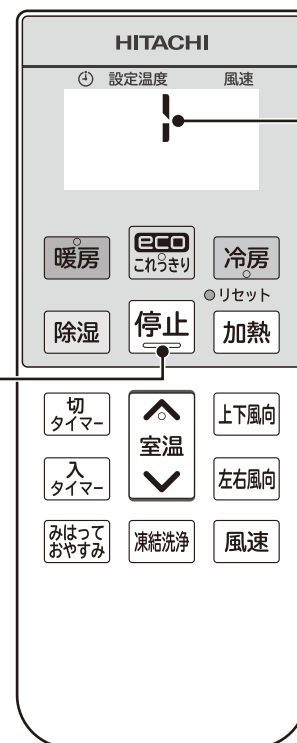 HITACHI
設定温度 風速
1
暖房
eco
これっきり
冷房
リセット
除湿
停止
加熱
切
タイマー
室温
上下風向
入
タイマー
左右風向
みはって
おやすみ
凍結洗浄
風速